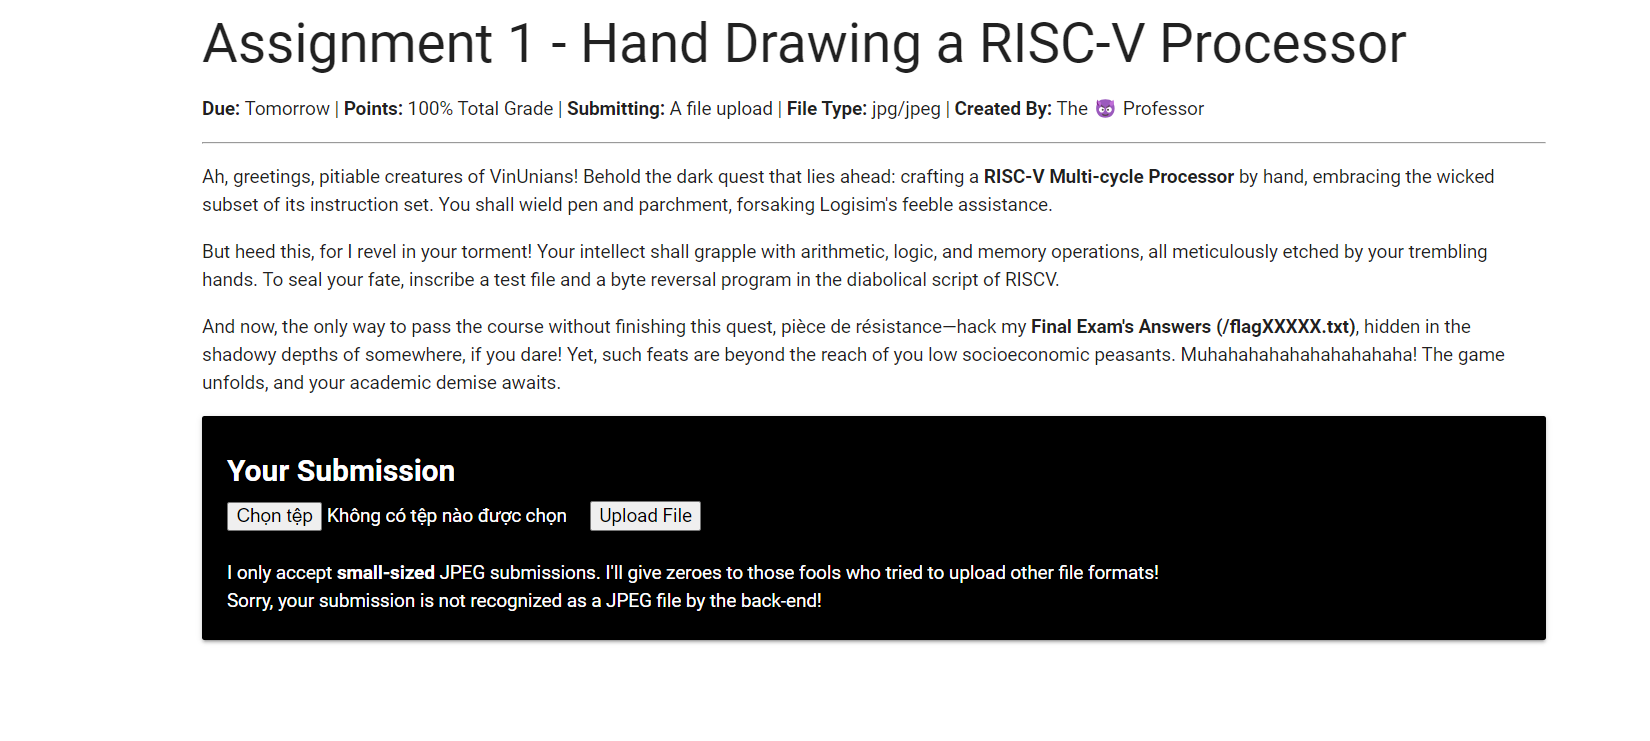 Assignment 1 - Hand Drawing a RISC-V Processor
Due: Tomorrow | Points: 100% Total Grade | Submitting: A file upload | File Type: jpg/jpeg | Created By: The 👿 Professor
Ah, greetings, pitiable creatures of VinUnians! Behold the dark quest that lies ahead: crafting a RISC-V Multi-cycle Processor by hand, embracing the wicked
subset of its instruction set. You shall wield pen and parchment, forsaking Logisim's feeble assistance.
But heed this, for I revel in your torment! Your intellect shall grapple with arithmetic, logic, and memory operations, all meticulously etched by your trembling
hands. To seal your fate, inscribe a test file and a byte reversal program in the diabolical script of RISCV.
And now, the only way to pass the course without finishing this quest, pièce de résistance—hack my Final Exam's Answers (/flagXXXXX.txt), hidden in the
shadowy depths of somewhere, if you dare! Yet, such feats are beyond the reach of you low socioeconomic peasants. Muhahahahahahahahaha! The game
unfolds, and your academic demise awaits.
Your Submission
Chọn tệp Không có tệp nào được chọn Upload File
I only accept small-sized JPEG submissions. I'll give zeroes to those fools who tried to upload other file formats!
Sorry, your submission is not recognized as a JPEG file by the back-end!